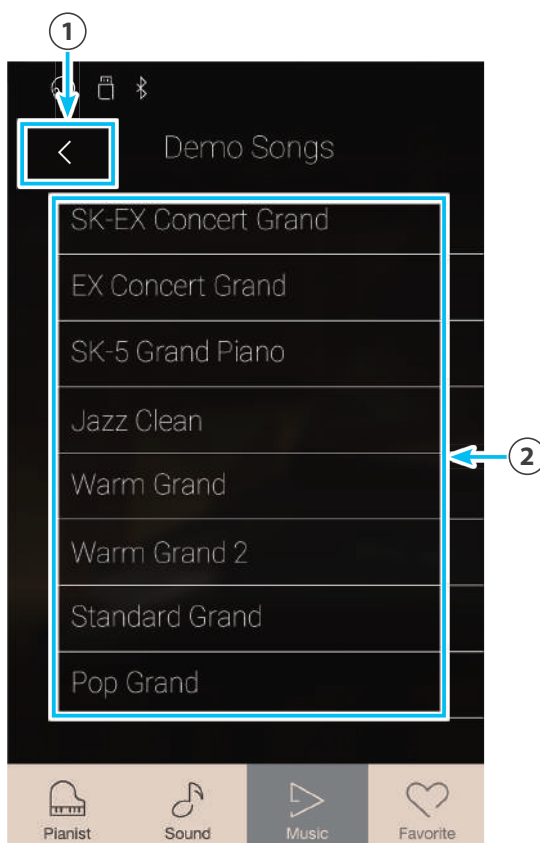 1
Demo Songs
SK-EX Concert Grand
EX Concert Grand
SK-5 Grand Piano
Jazz Clean
Warm Grand
2
Warm Grand 2
Standard Grand
Pop Grand
Pianist Sound Music Favorite